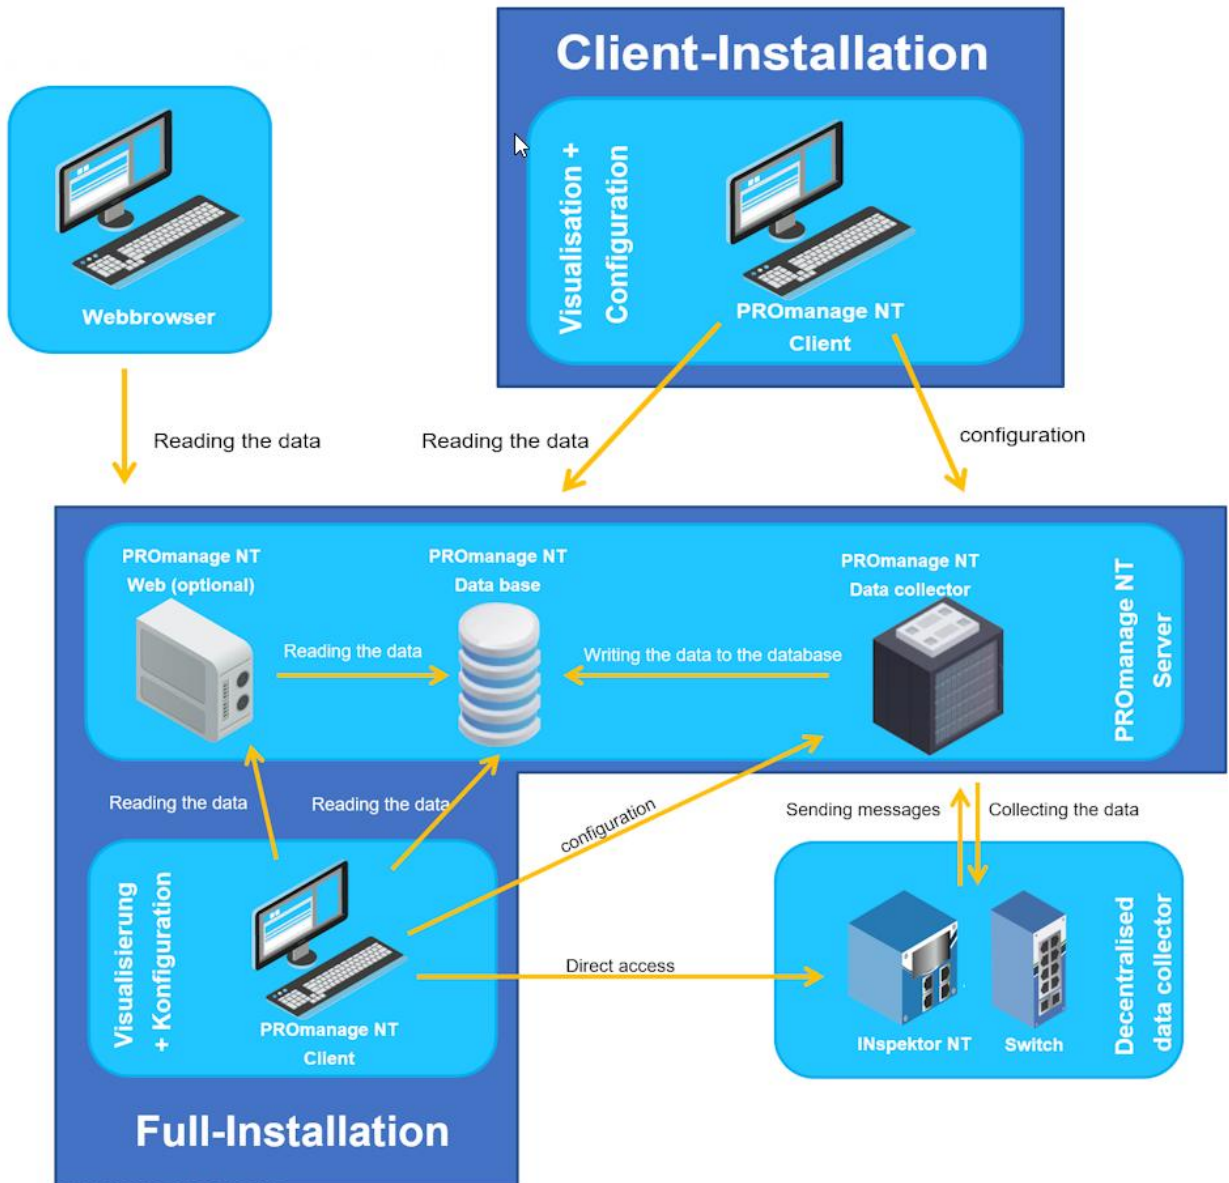 Client-Installation
Visualisation +
Configuration
PROmanage NT
Client
Webbrowser
Reading the data
Reading the data
configuration
PROmanage NT
Web (optional)
PROmanage NT
Data base
PROmanage NT
Data collector
PROmanage NT
Server
Reading the data
Writing the data to the database
Reading the data
Reading the data
configuration
Sending messages
Collecting the data
Visualisierung
+ Konfiguration
PROmanage NT
Client
Direct access
INspektor NT
Switch
Decentralised
data collector
Full-Installation